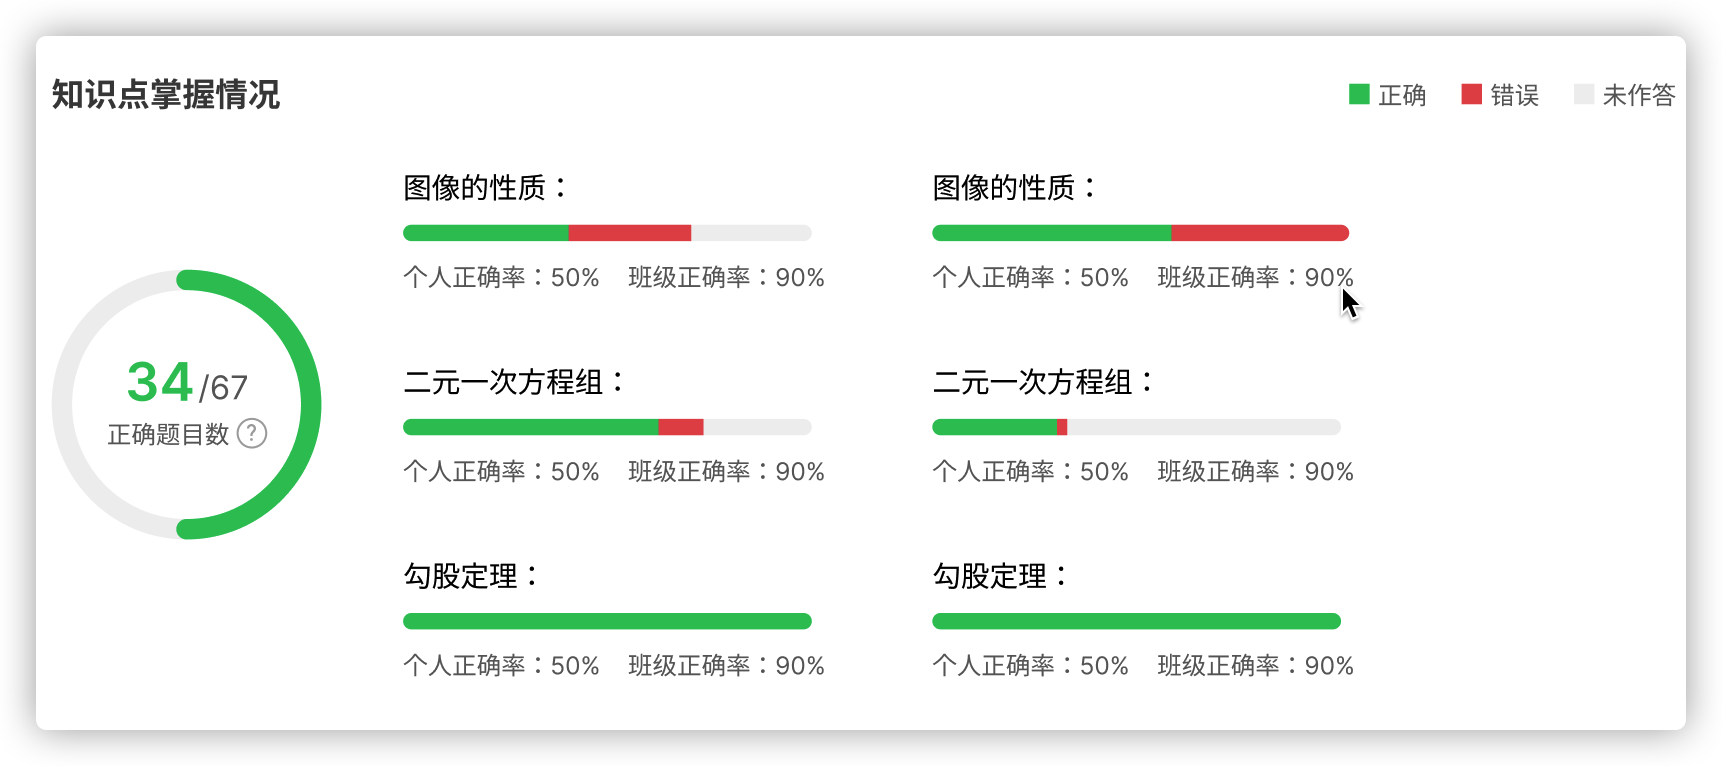 知识点掌握情况
正确 错误 未作答
34/67
正确题目数 ?
图像的性质：
个人正确率：50% 班级正确率：90%
图像的性质：
个人正确率：50% 班级正确率：90%
二元一次方程组：
个人正确率：50% 班级正确率：90%
二元一次方程组：
个人正确率：50% 班级正确率：90%
勾股定理：
个人正确率：50% 班级正确率：90%
勾股定理：
个人正确率：50% 班级正确率：90%